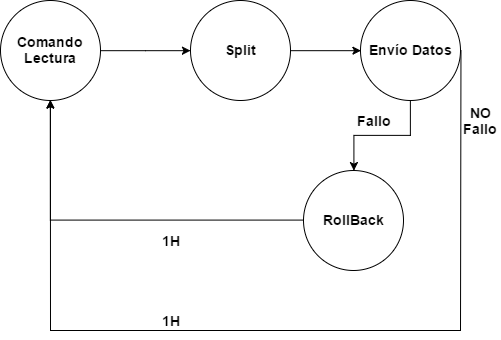 Comando
Lectura
Split
Envío Datos
NO
Fallo
Fallo
RollBack
1H
1H